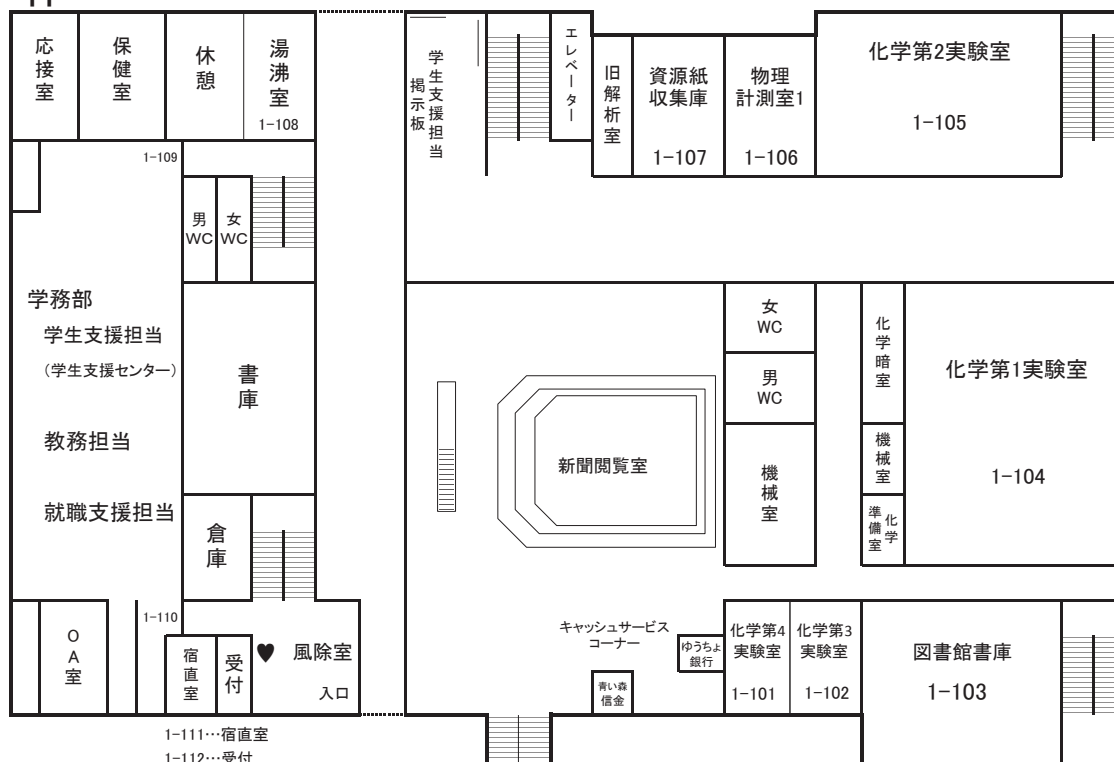 応接室
保健室
休憩
湯沸室
1-108
学生支援担当
掲示板
エレベーター
旧解析室
資源紙
収集庫
1-107
物理
計測室1
1-106
化学第2実験室
1-105
1-109
男
WC
女
WC
学務部
学生支援担当
(学生支援センター)
教務担当
就職支援担当
書庫
倉庫
新聞閲覧室
女
WC
男
WC
機械室
化学暗室
機械室
化学
準備室
化学第1実験室
1-104
OA室
1-110
宿直室
受付
♥
風除室
入口
キャッシュサービス
コーナー
ゆうちょ
銀行
青い森
信金
化学第4
実験室
1-101
化学第3
実験室
1-102
図書館書庫
1-103
1-111…宿直室
1-112…受付